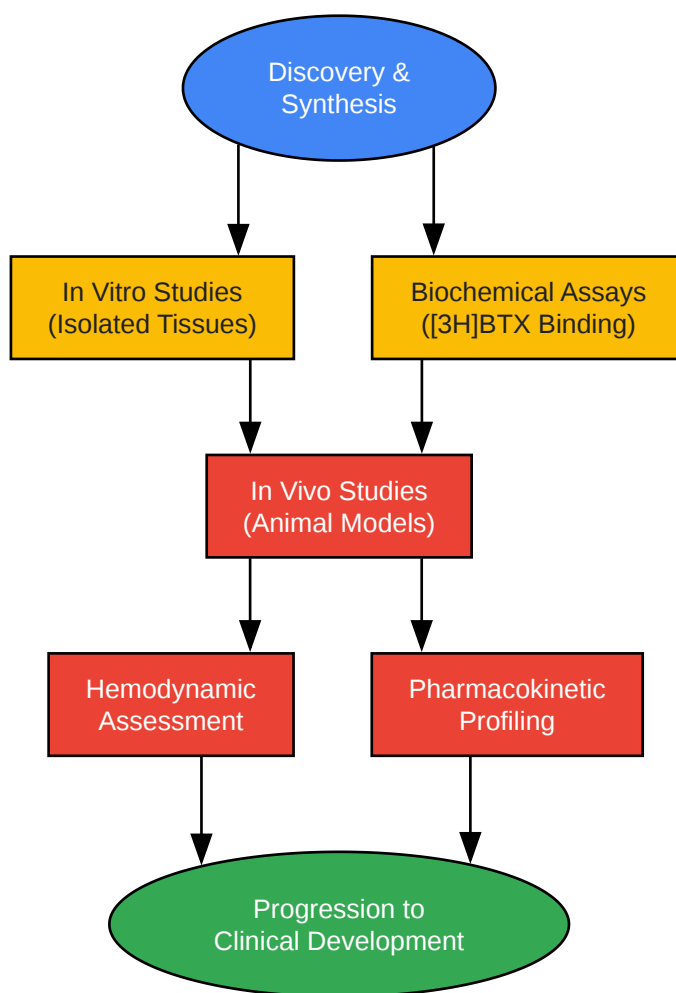 Discovery &
Synthesis
In Vitro Studies
(Isolated Tissues)
Biochemical Assays
([3H]BTX Binding)
In Vivo Studies
(Animal Models)
Hemodynamic
Assessment
Pharmacokinetic
Profiling
Progression to
Clinical Development